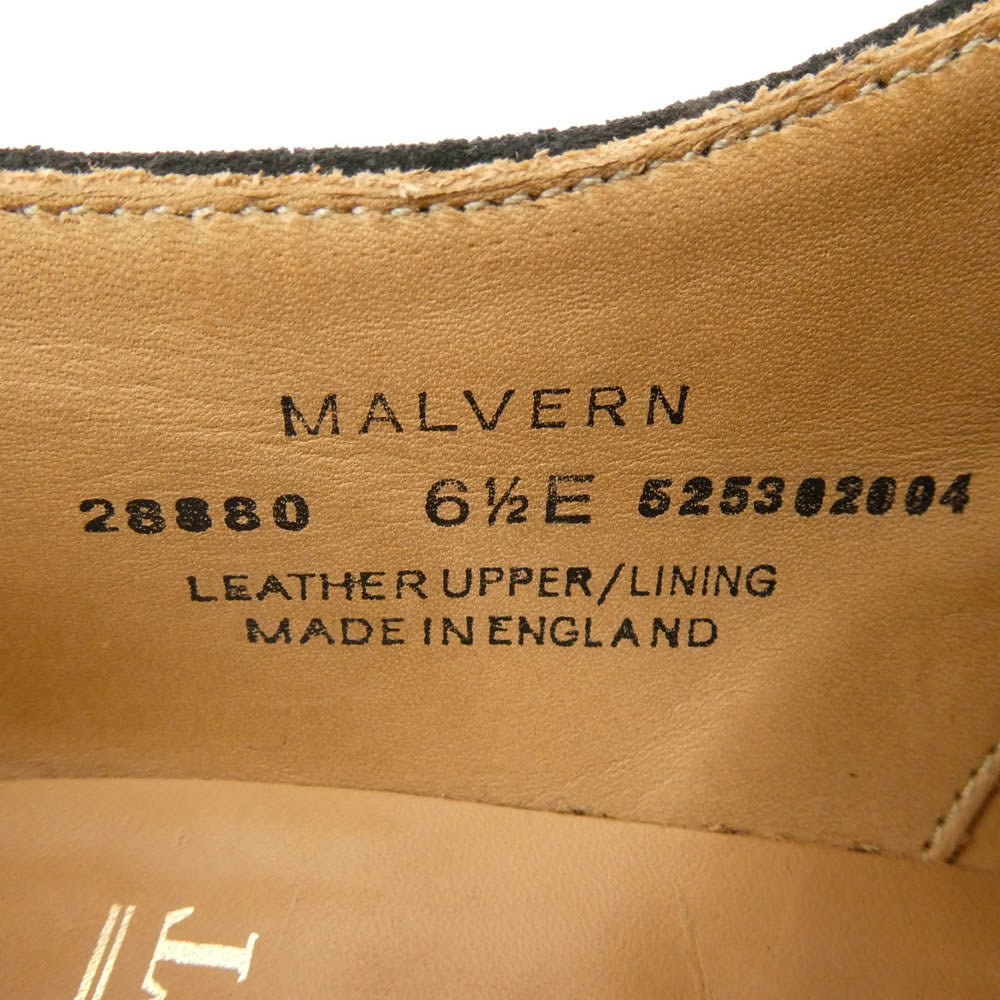 MALVERN
28880 6½E 525302004
LEATHER UPPER/LINING
MADE IN ENGLAND